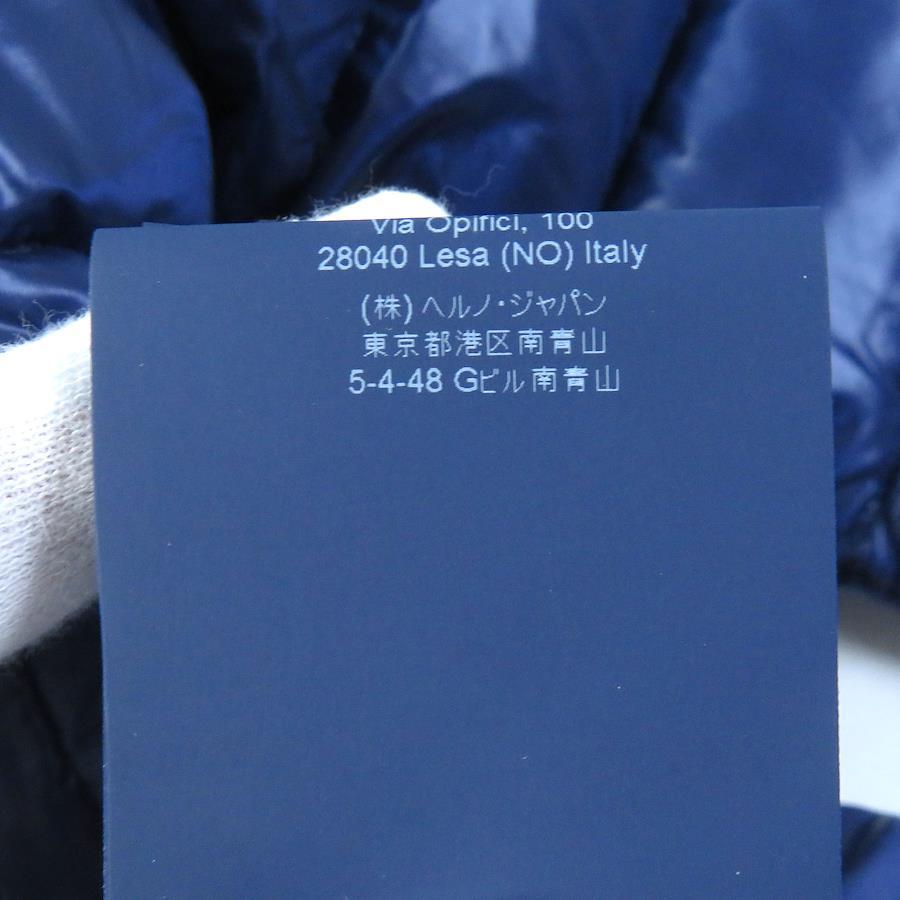 Via Opifici, 100
28040 Lesa (NO) Italy
(株)ヘルノ・ジャパン
東京都港区南青山
5-4-48 Gビル南青山